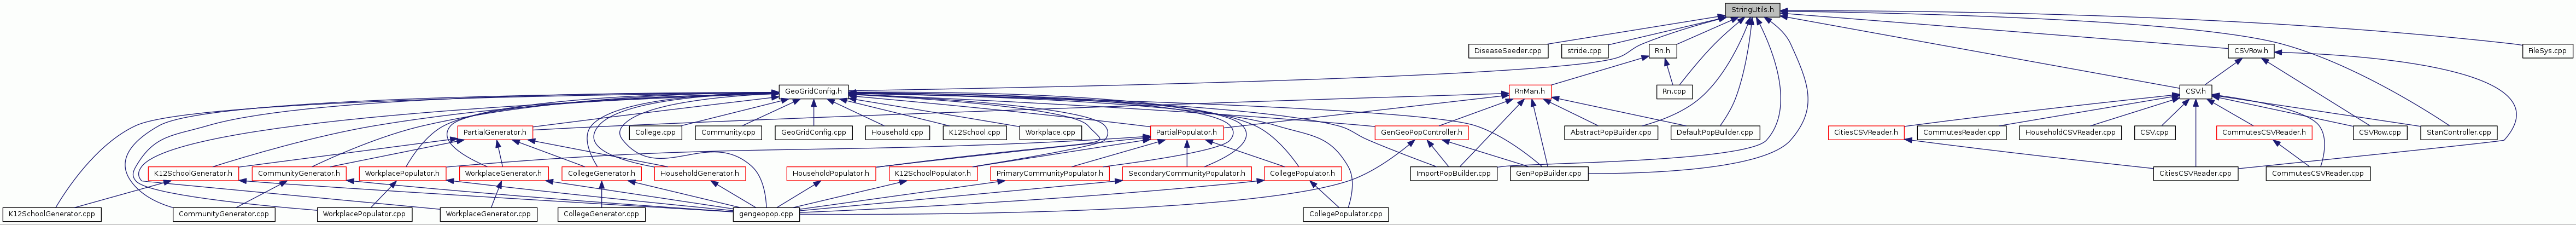 StringUtils.h
DiseaseSeeder.cpp
stride.cpp
Rn.h
CSVRow.h
FileSys.cpp
GeoGridConfig.h
RnMan.h
Rn.cpp
CSV.h
PartialGenerator.h
College.cpp
Community.cpp
GeoGridConfig.cpp
Household.cpp
K12School.cpp
Workplace.cpp
PartialPopulator.h
GenGeoPopController.h
AbstractPopBuilder.cpp
DefaultPopBuilder.cpp
CitiesCSVReader.h
CommutesReader.cpp
HouseholdCSVReader.cpp
CSV.cpp
CommutesCSVReader.h
CSVRow.cpp
StanController.cpp
K12SchoolGenerator.h
CommunityGenerator.h
WorkplacePopulator.h
WorkplaceGenerator.h
CollegeGenerator.h
HouseholdGenerator.h
HouseholdPopulator.h
K12SchoolPopulator.h
PrimaryCommunityPopulator.h
SecondaryCommunityPopulator.h
CollegePopulator.h
ImportPopBuilder.cpp
GenPopBuilder.cpp
CitiesCSVReader.cpp
CommutesCSVReader.cpp
K12SchoolGenerator.cpp
CommunityGenerator.cpp
WorkplacePopulator.cpp
WorkplaceGenerator.cpp
CollegeGenerator.cpp
gengeopop.cpp
CollegePopulator.cpp